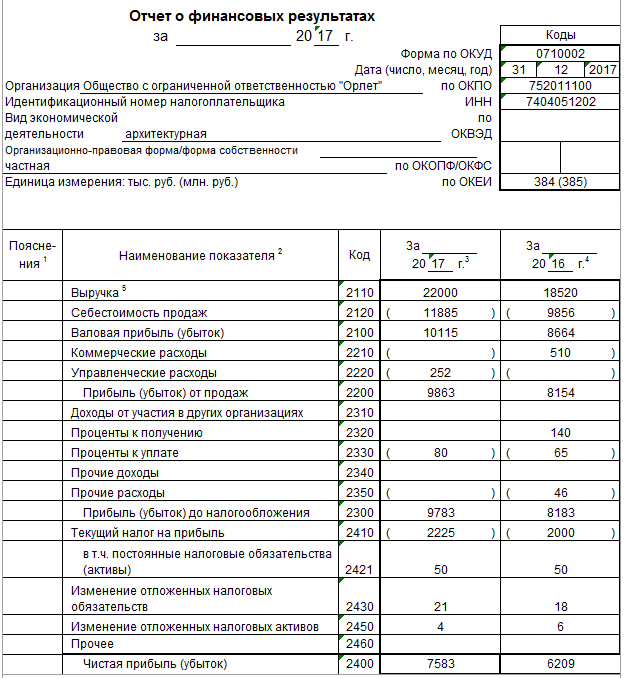 Отчет о финансовых результатах
за 20 17 г.
Коды
Форма по ОКУД 0710002
Дата (число, месяц, год) 31 12 2017
Организация Общество с ограниченной ответственностью "Орлет" по ОКПО 752011100
Идентификационный номер налогоплательщика ИНН 7404051202
Вид экономической по
деятельности архитектурная ОКВЭД
Организационно-правовая форма/форма собственности
частная по ОКОПФ/ОКФС
Единица измерения: тыс. руб. (млн. руб.) по ОКЕИ 384 (385)
Поясне-
ния 1 Наименование показателя 2 Код За За
20 17 г.3 20 16 г.4
Выручка 5 2110 22000 18520
Себестоимость продаж 2120 ( 11885 ) ( 9856 )
Валовая прибыль (убыток) 2100 10115 8664
Коммерческие расходы 2210 ( ) ( 510 )
Управленческие расходы 2220 ( 252 ) ( )
Прибыль (убыток) от продаж 2200 9863 8154
Доходы от участия в других организациях 2310
Проценты к получению 2320 140
Проценты к уплате 2330 ( 80 ) ( 65 )
Прочие доходы 2340
Прочие расходы 2350 ( ) ( 46 )
Прибыль (убыток) до налогообложения 2300 9783 8183
Текущий налог на прибыль 2410 ( 2225 ) ( 2000 )
в т.ч. постоянные налоговые обязательства
(активы) 2421 50 50
Изменение отложенных налоговых
обязательств 2430 21 18
Изменение отложенных налоговых активов 2450 4 6
Прочее 2460
Чистая прибыль (убыток) 2400 7583 6209